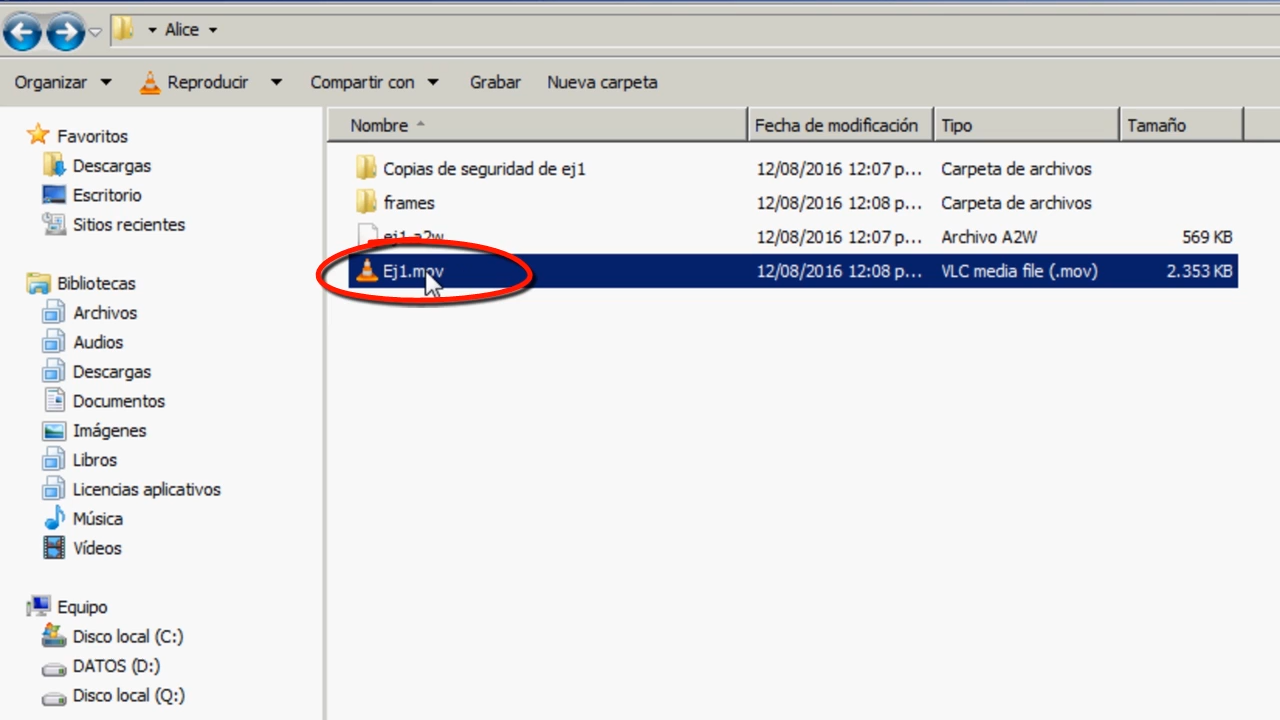 Alice
Organizar Reproducir Compartir con Grabar Nueva carpeta
Nombre Fecha de modificación Tipo Tamaño
Copias de seguridad de ej1 12/08/2016 12:07 p... Carpeta de archivos
frames 12/08/2016 12:08 p... Carpeta de archivos
ej1.a2w 12/08/2016 12:07 p... Archivo A2W 569 KB
Ej1.mov 12/08/2016 12:08 p... VLC media file (.mov) 2.353 KB
Favoritos
Descargas
Escritorio
Sitios recientes
Bibliotecas
Archivos
Audios
Descargas
Documentos
Imágenes
Libros
Licencias aplicativos
Música
Vídeos
Equipo
Disco local (C:)
DATOS (D:)
Disco local (Q:)